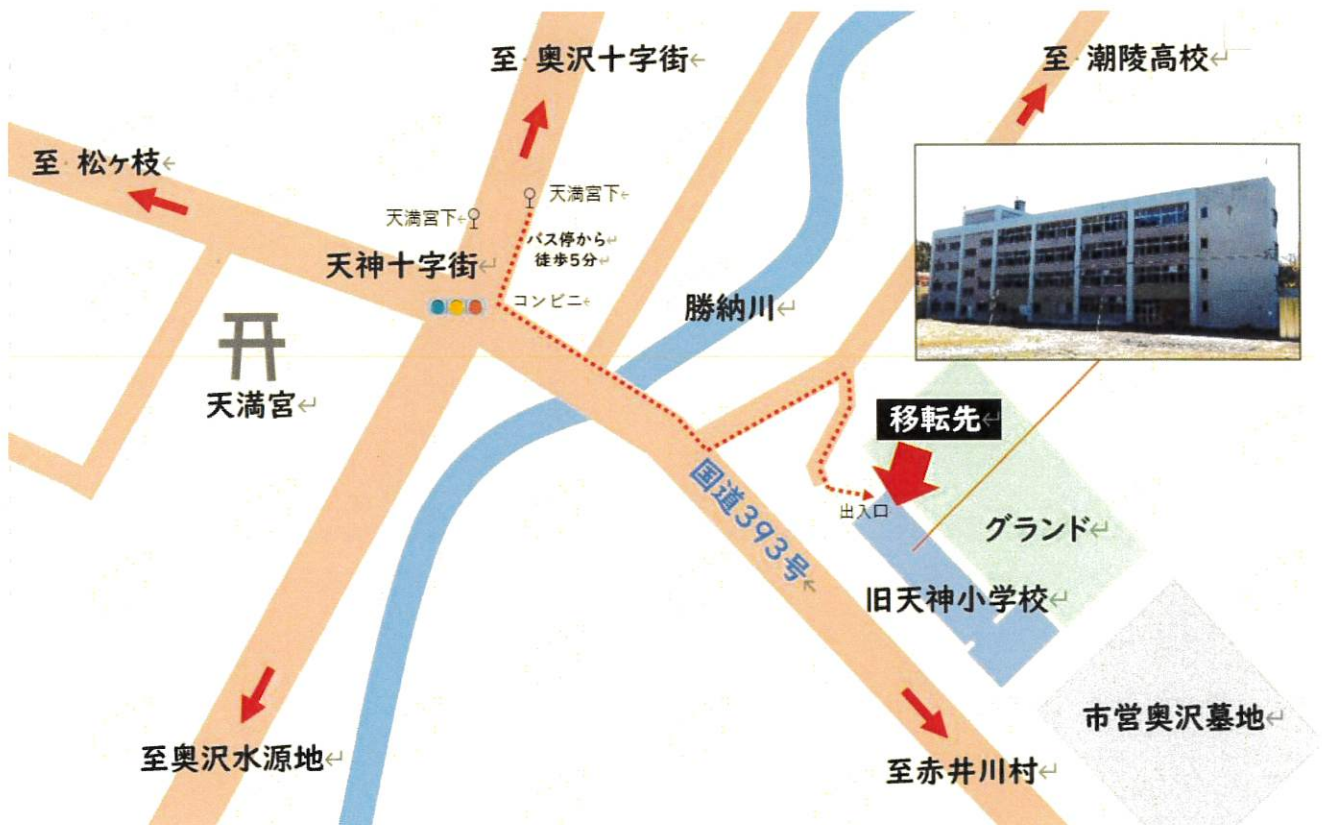 至 奥沢十字街
至 潮陵高校
至 松ヶ枝
天満宮下
天満宮下
バス停から
徒歩5分
天神十字街
コンビニ
勝納川
天満宮
移転先
国道393号
出入口
グランド
旧天神小学校
市営奥沢墓地
至奥沢水源地
至赤井川村